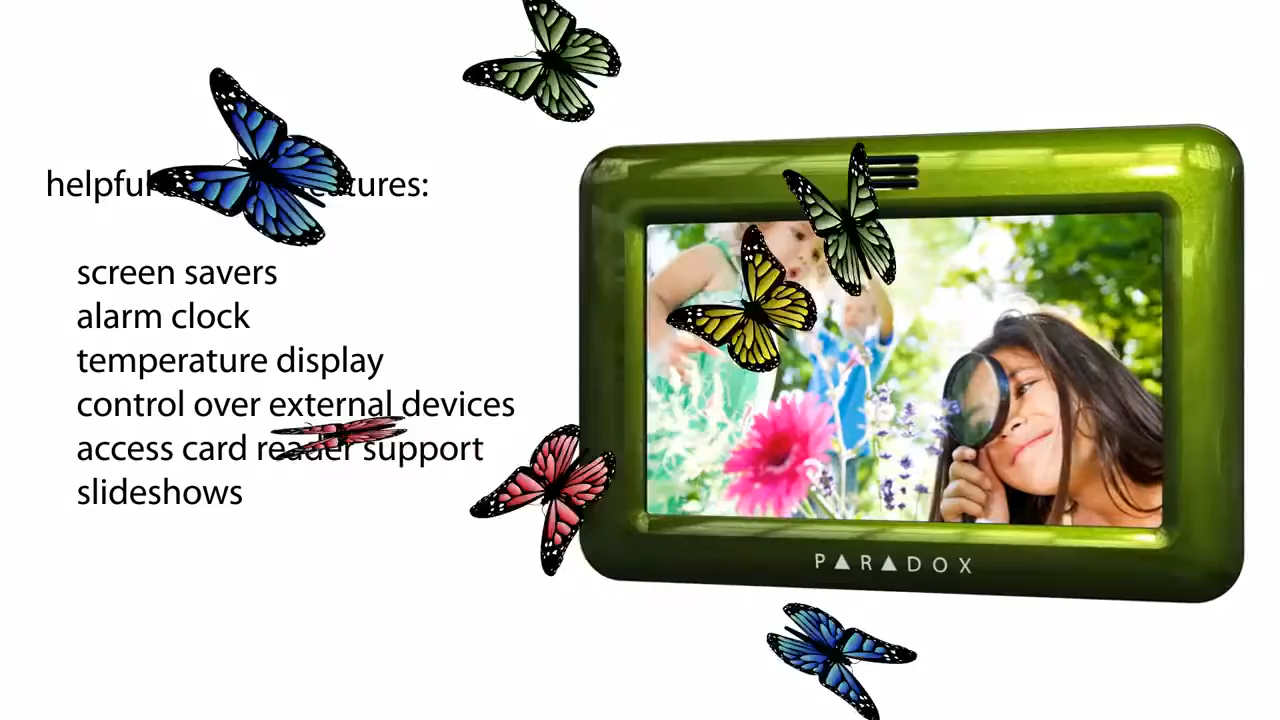 helpful features:
screen savers
alarm clock
temperature display
control over external devices
access card reader support
slideshows
PARADOX